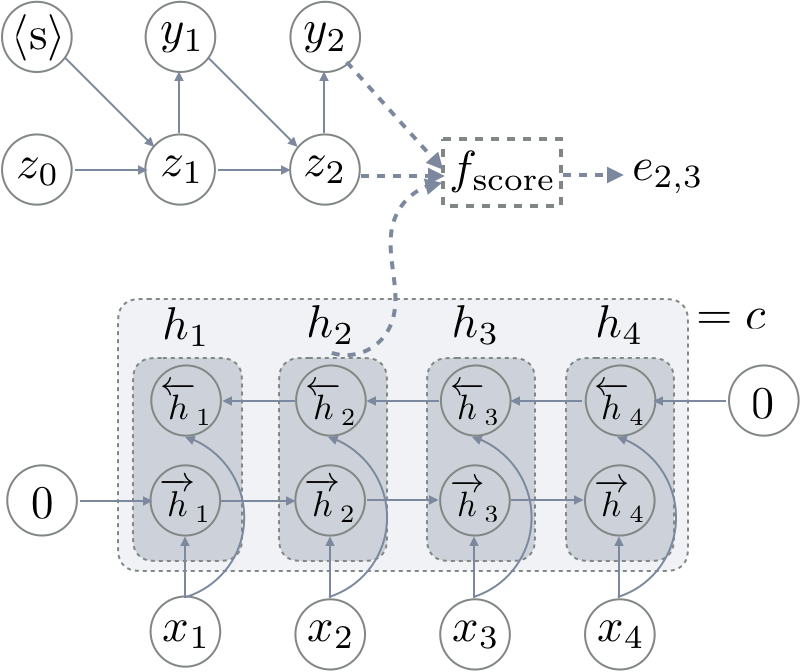 ⟨s⟩ y₁ y₂
z₀ z₁ z₂ f_score e₂,₃
h₁ h₂ h₃ h₄ = c
←h₁ ←h₂ ←h₃ ←h₄ 0
0 →h₁ →h₂ →h₃ →h₄
x₁ x₂ x₃ x₄